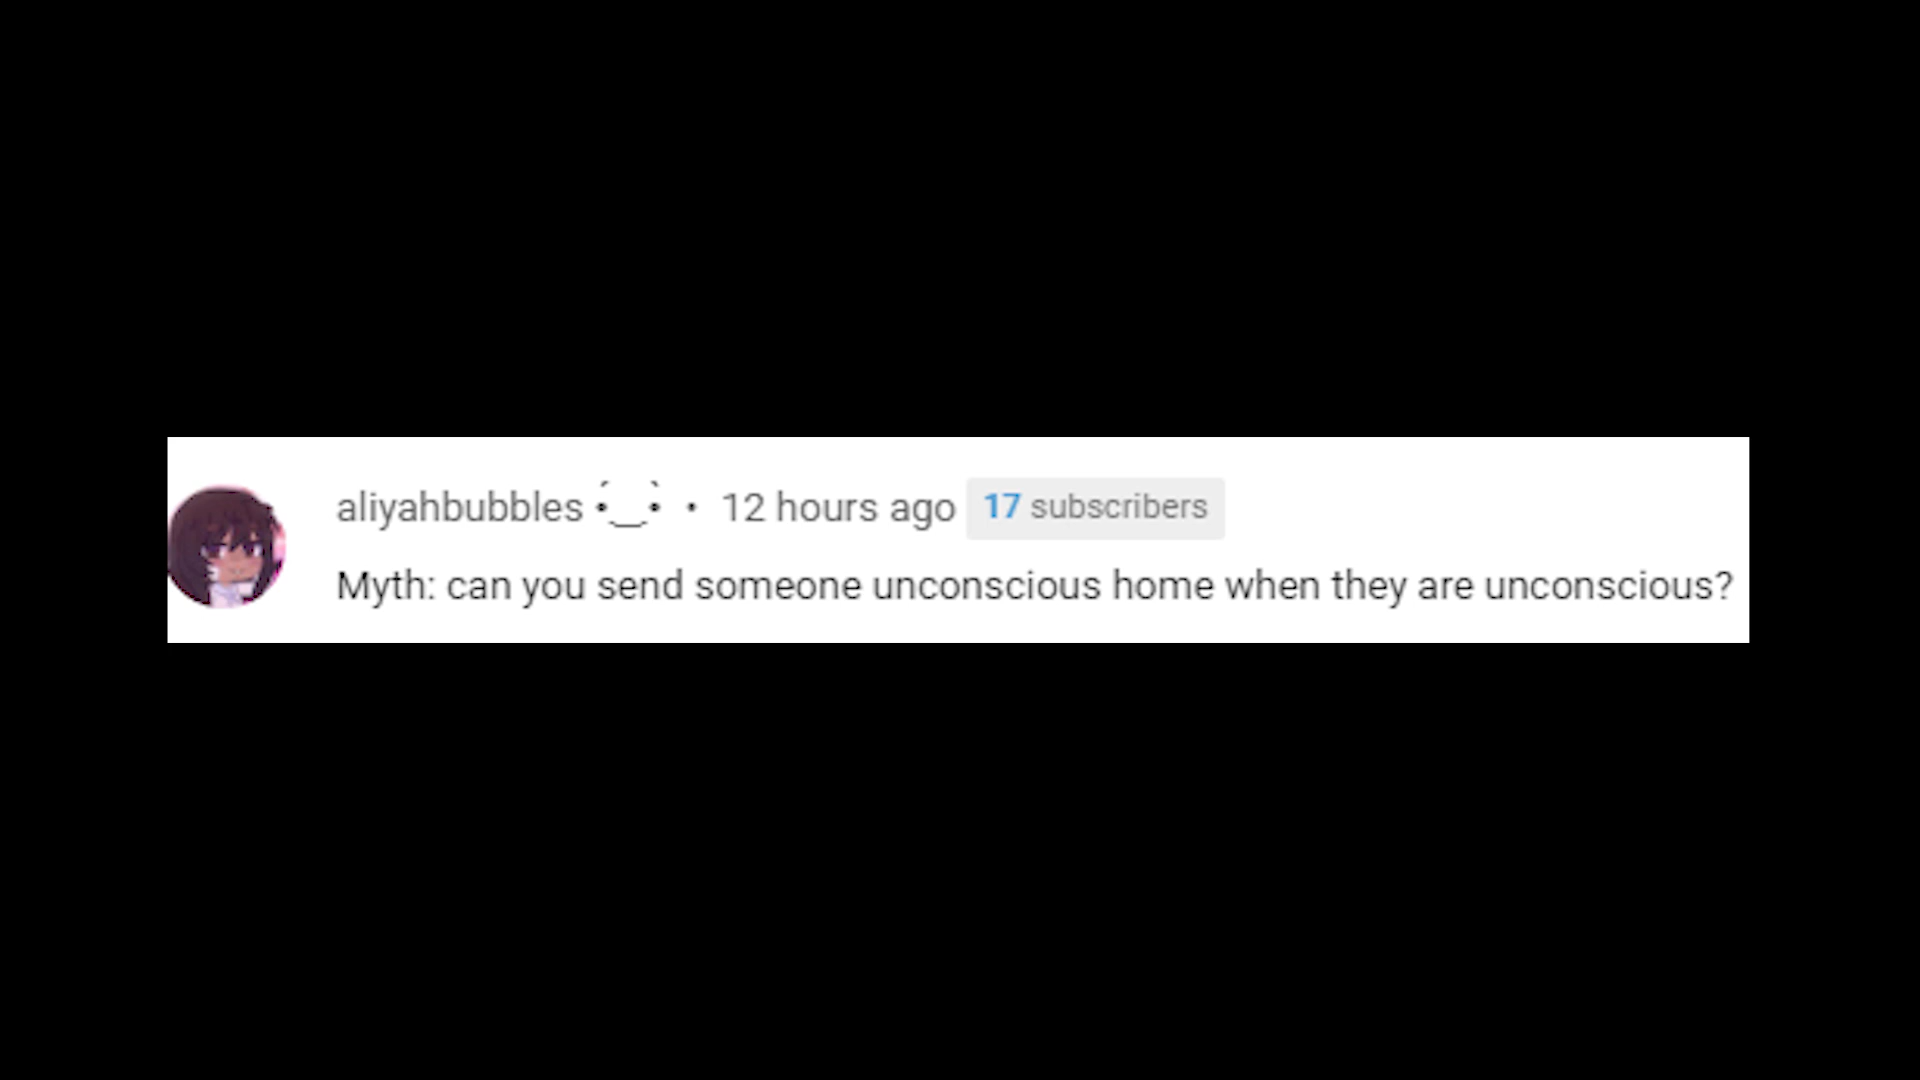 aliyahbubbles •́‿•̀ • 12 hours ago 17 subscribers
Myth: can you send someone unconscious home when they are unconscious?